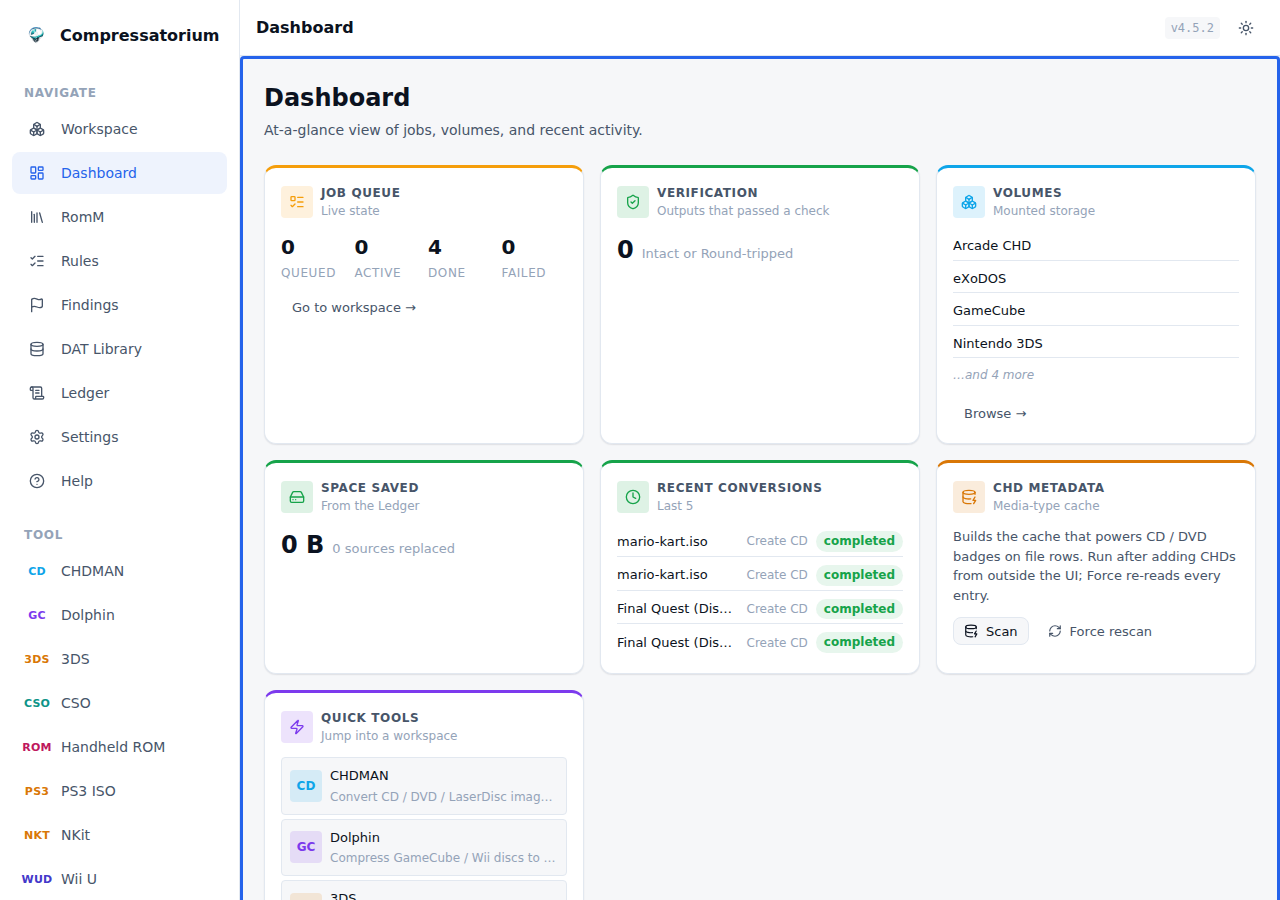 Compressatorium
NAVIGATE
Workspace
Dashboard
RomM
Rules
Findings
DAT Library
Ledger
Settings
Help
TOOL
CD CHDMAN
GC Dolphin
3DS 3DS
CSO CSO
ROM Handheld ROM
PS3 PS3 ISO
NKT NKit
WUD Wii U
Dashboard
v4.5.2
Dashboard
At-a-glance view of jobs, volumes, and recent activity.
JOB QUEUE
Live state
0 0 4 0
QUEUED ACTIVE DONE FAILED
Go to workspace →
VERIFICATION
Outputs that passed a check
0 Intact or Round-tripped
VOLUMES
Mounted storage
Arcade CHD
eXoDOS
GameCube
Nintendo 3DS
…and 4 more
Browse →
SPACE SAVED
From the Ledger
0 B 0 sources replaced
RECENT CONVERSIONS
Last 5
mario-kart.iso Create CD completed
mario-kart.iso Create CD completed
Final Quest (Dis… Create CD completed
Final Quest (Dis… Create CD completed
CHD METADATA
Media-type cache
Builds the cache that powers CD / DVD
badges on file rows. Run after adding CHDs
from outside the UI; Force re-reads every
entry.
Scan Force rescan
QUICK TOOLS
Jump into a workspace
CD CHDMAN
Convert CD / DVD / LaserDisc imag…
GC Dolphin
Compress GameCube / Wii discs to …
3DS